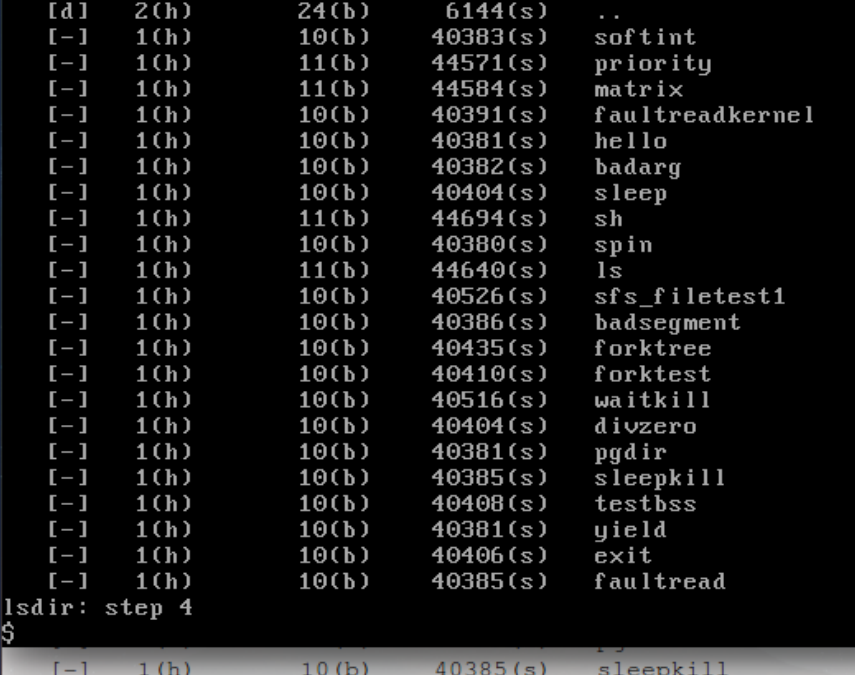 [d] 2(h) 24(b) 6144(s) ..
[-] 1(h) 10(b) 40383(s) softint
[-] 1(h) 11(b) 44571(s) priority
[-] 1(h) 11(b) 44584(s) matrix
[-] 1(h) 10(b) 40391(s) faultreadkernel
[-] 1(h) 10(b) 40381(s) hello
[-] 1(h) 10(b) 40382(s) badarg
[-] 1(h) 10(b) 40404(s) sleep
[-] 1(h) 11(b) 44694(s) sh
[-] 1(h) 10(b) 40380(s) spin
[-] 1(h) 11(b) 44640(s) ls
[-] 1(h) 10(b) 40526(s) sfs_filetest1
[-] 1(h) 10(b) 40386(s) badsegment
[-] 1(h) 10(b) 40435(s) forktree
[-] 1(h) 10(b) 40410(s) forktest
[-] 1(h) 10(b) 40516(s) waitkill
[-] 1(h) 10(b) 40404(s) divzero
[-] 1(h) 10(b) 40381(s) pgdir
[-] 1(h) 10(b) 40385(s) sleepkill
[-] 1(h) 10(b) 40408(s) testbss
[-] 1(h) 10(b) 40381(s) yield
[-] 1(h) 10(b) 40406(s) exit
[-] 1(h) 10(b) 40385(s) faultread
lsdir: step 4
$
[-] 1(h) 10(b) 40385(s) sleepkill